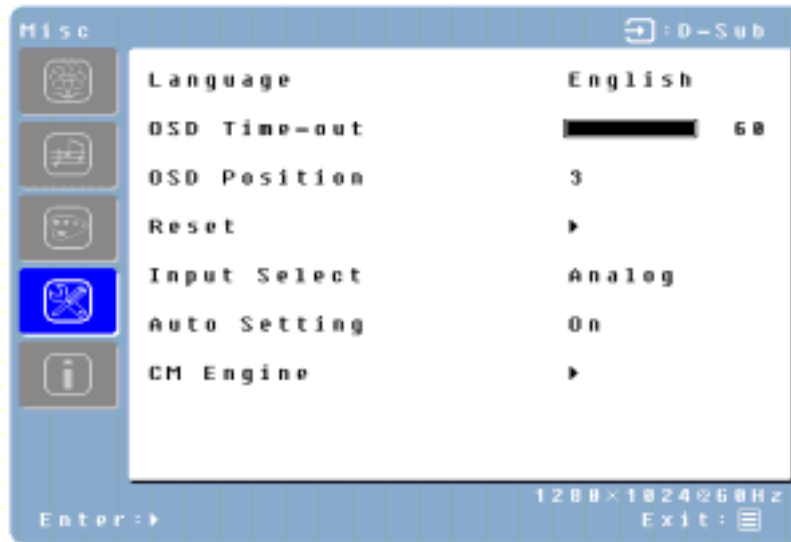 Misc :D-Sub
Language English
OSD Time-out 60
OSD Position 3
Reset
Input Select Analog
Auto Setting On
CM Engine
1280×1024@60Hz
Enter: Exit: